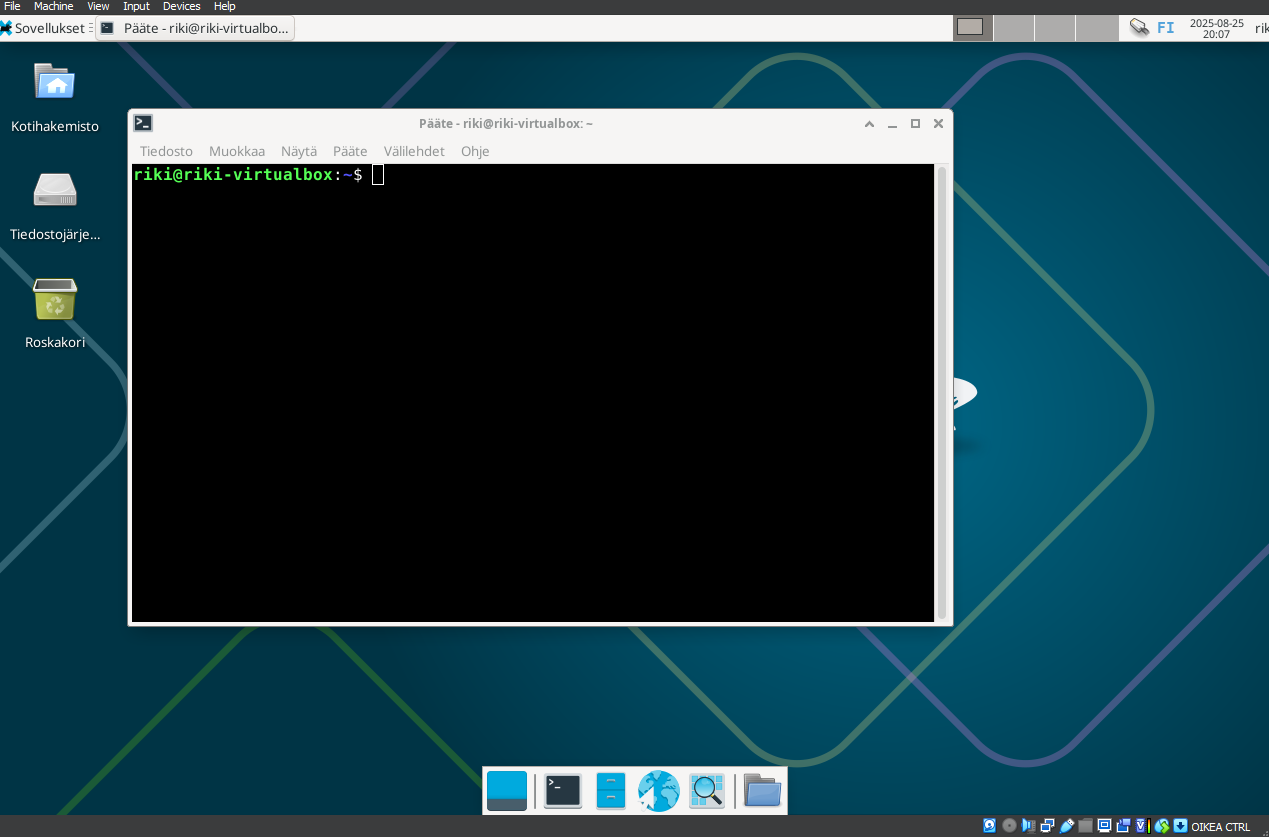 File Machine View Input Devices Help
Sovellukset Pääte - riki@riki-virtualbo... FI 2025-08-25 rik
20:07
Kotihakemisto
Tiedostojärje...
Roskakori
Pääte - riki@riki-virtualbox: ~
Tiedosto Muokkaa Näytä Pääte Välilehdet Ohje
riki@riki-virtualbox:~$
OIKEA CTRL